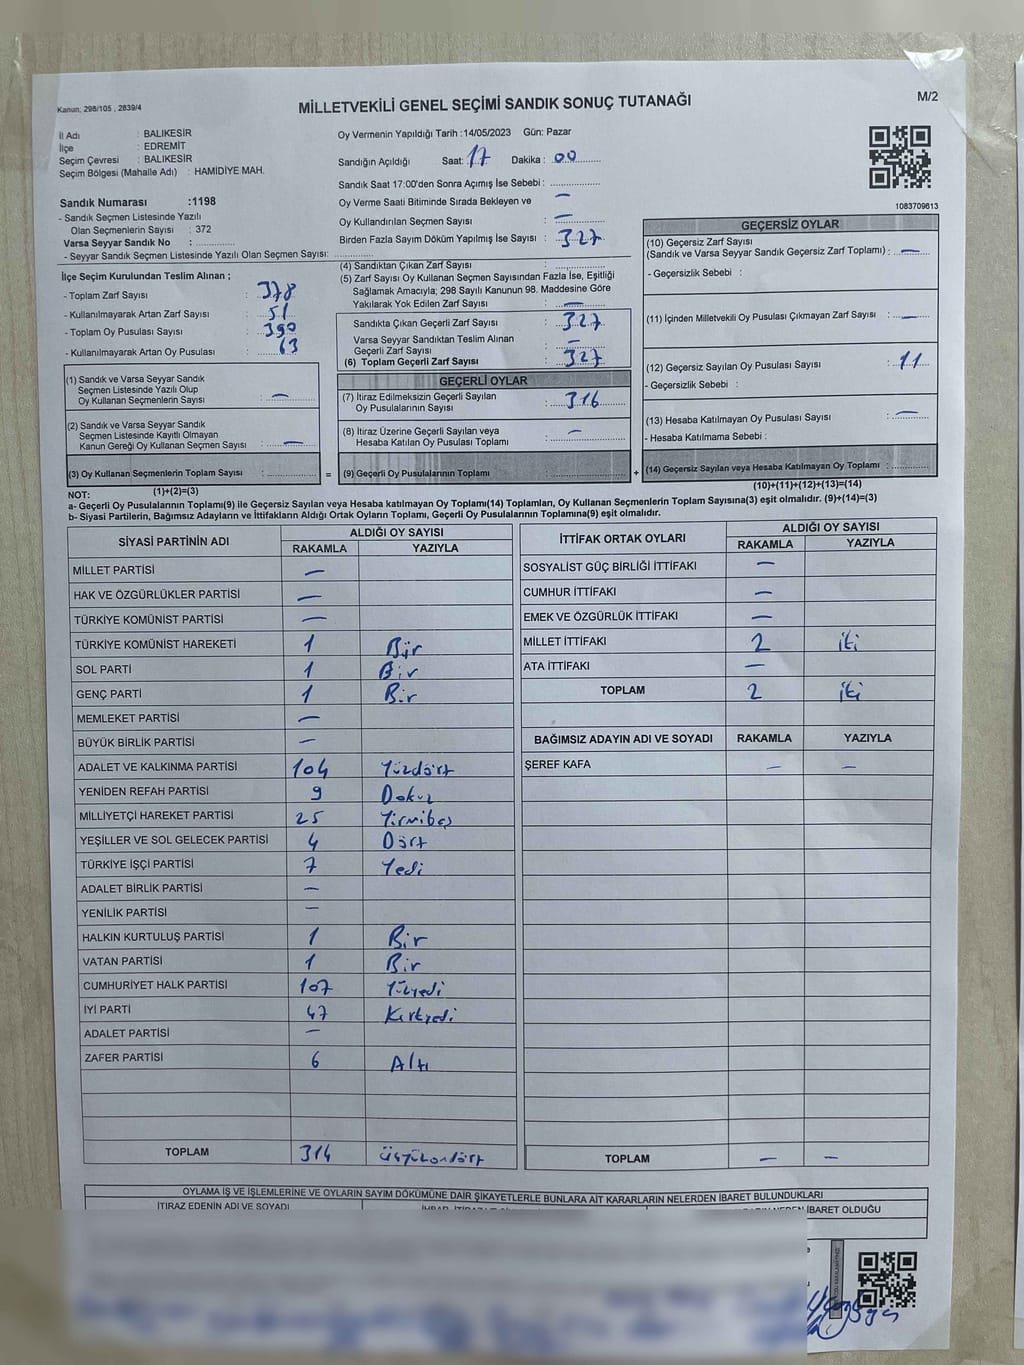 Kanun; 298/105 , 2839/4
MİLLETVEKİLİ GENEL SEÇİMİ SANDIK SONUÇ TUTANAĞI
M/2
İl Adı : BALIKESİR
İlçe : EDREMİT
Seçim Çevresi : BALIKESİR
Seçim Bölgesi (Mahalle Adı) : HAMİDİYE MAH.
Sandık Numarası :1198
- Sandık Seçmen Listesinde Yazılı
Olan Seçmenlerin Sayısı : 372
Varsa Seyyar Sandık No : ............
- Seyyar Sandık Seçmen Listesinde Yazılı Olan Seçmen Sayısı: ............
İlçe Seçim Kurulundan Teslim Alınan ;
- Toplam Zarf Sayısı : 378
- Kullanılmayarak Artan Zarf Sayısı : 51
- Toplam Oy Pusulası Sayısı : 390
- Kullanılmayarak Artan Oy Pusulası : 63
Oy Vermenin Yapıldığı Tarih :14/05/2023 Gün: Pazar
Sandığın Açıldığı Saat: 17 Dakika : 00
Sandık Saat 17:00'den Sonra Açımış İse Sebebi : ............
Oy Verme Saati Bitiminde Sırada Bekleyen ve : —
Oy Kullandırılan Seçmen Sayısı : —
Birden Fazla Sayım Döküm Yapılmış İse Sayısı : 327
(4) Sandıktan Çıkan Zarf Sayısı : ............
(5) Zarf Sayısı Oy Kullanan Seçmen Sayısından Fazla İse, Eşitliği
Sağlamak Amacıyla; 298 Sayılı Kanunun 98. Maddesine Göre
Yakılarak Yok Edilen Zarf Sayısı : —
Sandıkta Çıkan Geçerli Zarf Sayısı : 327
Varsa Seyyar Sandıktan Teslim Alınan
Geçerli Zarf Sayısı : —
(6) Toplam Geçerli Zarf Sayısı : 327
1083709613
GEÇERSİZ OYLAR
(10) Geçersiz Zarf Sayısı
(Sandık ve Varsa Seyyar Sandık Geçersiz Zarf Toplamı) : —
- Geçersizlik Sebebi :
(11) İçinden Milletvekili Oy Pusulası Çıkmayan Zarf Sayısı : —
(12) Geçersiz Sayılan Oy Pusulası Sayısı : 11
- Geçersizlik Sebebi :
(13) Hesaba Katılmayan Oy Pusulası Sayısı : —
- Hesaba Katılmama Sebebi :
(1) Sandık ve Varsa Seyyar Sandık
Seçmen Listesinde Yazılı Olup
Oy Kullanan Seçmenlerin Sayısı : —
(2) Sandık ve Varsa Seyyar Sandık
Seçmen Listesinde Kayıtlı Olmayan
Kanun Gereği Oy Kullanan Seçmen Sayısı : —
GEÇERLİ OYLAR
(7) İtiraz Edilmeksizin Geçerli Sayılan
Oy Pusulalarının Sayısı : 316
(8) İtiraz Üzerine Geçerli Sayılan veya
Hesaba Katılan Oy Pusulası Toplamı : —
(3) Oy Kullanan Seçmenlerin Toplam Sayısı : ............ = (9) Geçerli Oy Pusulalarının Toplamı : ............ + (14) Geçersiz Sayılan veya Hesaba Katılmayan Oy Toplamı : ............
(1)+(2)=(3)
(10)+(11)+(12)+(13)=(14)
NOT:
a- Geçerli Oy Pusulalarının Toplamı(9) ile Geçersiz Sayılan veya Hesaba katılmayan Oy Toplamı(14) Toplamları, Oy Kullanan Seçmenlerin Toplam Sayısına(3) eşit olmalıdır. (9)+(14)=(3)
b- Siyasi Partilerin, Bağımsız Adayların ve İttifakların Aldığı Ortak Oyların Toplamı, Geçerli Oy Pusulalarının Toplamına(9) eşit olmalıdır.
SİYASİ PARTİNİN ADI ALDIĞI OY SAYISI
RAKAMLA YAZIYLA
MİLLET PARTİSİ —
HAK VE ÖZGÜRLÜKLER PARTİSİ —
TÜRKİYE KOMÜNİST PARTİSİ —
TÜRKİYE KOMÜNİST HAREKETİ 1 Bir
SOL PARTİ 1 Bir
GENÇ PARTİ 1 Bir
MEMLEKET PARTİSİ —
BÜYÜK BİRLİK PARTİSİ —
ADALET VE KALKINMA PARTİSİ 104 Yüzdört
YENİDEN REFAH PARTİSİ 9 Dokuz
MİLLİYETÇİ HAREKET PARTİSİ 25 Yirmibeş
YEŞİLLER VE SOL GELECEK PARTİSİ 4 Dört
TÜRKİYE İŞÇİ PARTİSİ 7 Yedi
ADALET BİRLİK PARTİSİ —
YENİLİK PARTİSİ —
HALKIN KURTULUŞ PARTİSİ 1 Bir
VATAN PARTİSİ 1 Bir
CUMHURİYET HALK PARTİSİ 107 Yüzyedi
İYİ PARTİ 47 Kırkyedi
ADALET PARTİSİ —
ZAFER PARTİSİ 6 Altı
TOPLAM 314 üçyüzondört
İTTİFAK ORTAK OYLARI ALDIĞI OY SAYISI
RAKAMLA YAZIYLA
SOSYALİST GÜÇ BİRLİĞİ İTTİFAKI —
CUMHUR İTTİFAKI —
EMEK VE ÖZGÜRLÜK İTTİFAKI —
MİLLET İTTİFAKI 2 iki
ATA İTTİFAKI —
TOPLAM 2 iki
BAĞIMSIZ ADAYIN ADI VE SOYADI RAKAMLA YAZIYLA
ŞEREF KAFA — —
TOPLAM — —
OYLAMA İŞ VE İŞLEMLERİNE VE OYLARIN SAYIM DÖKÜMÜNE DAİR ŞİKAYETLERLE BUNLARA AİT KARARLARIN NELERDEN İBARET BULUNDUKLARI
İTİRAZ EDENİN ADI VE SOYADI
İBARET OLDUĞU